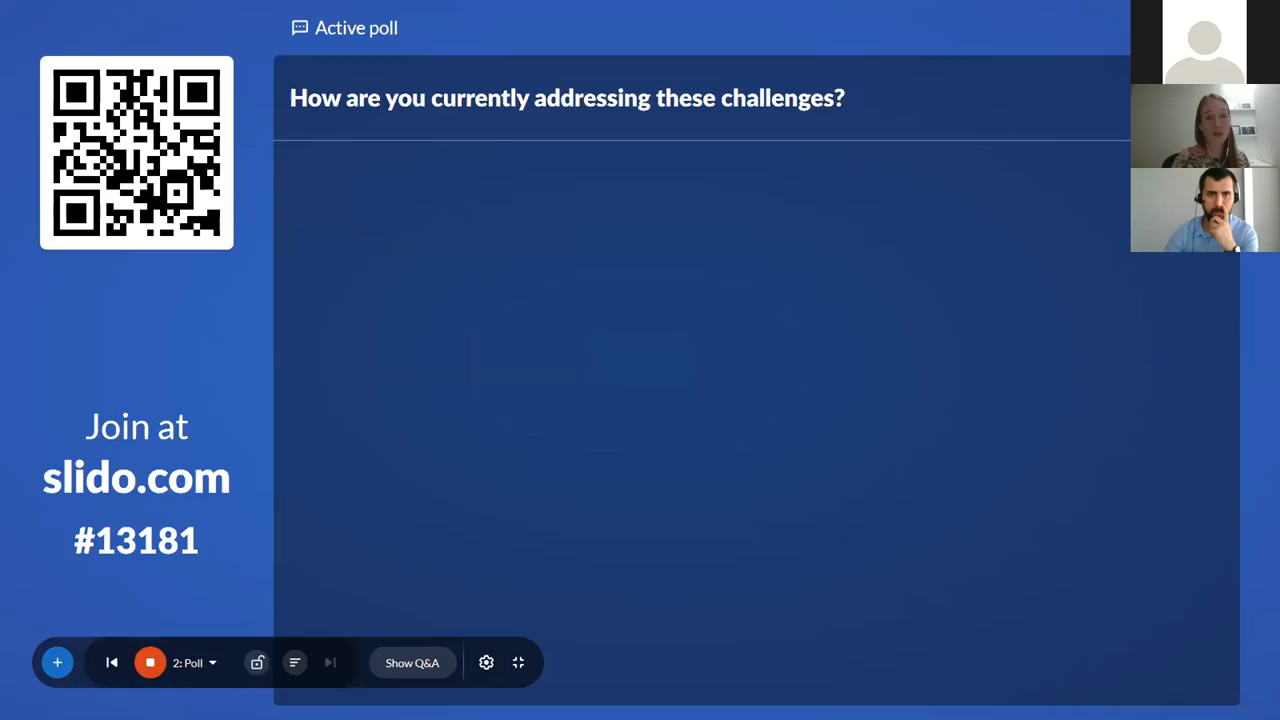 Active poll
How are you currently addressing these challenges?
Join at
slido.com
#13181
2: Poll
Show Q&A